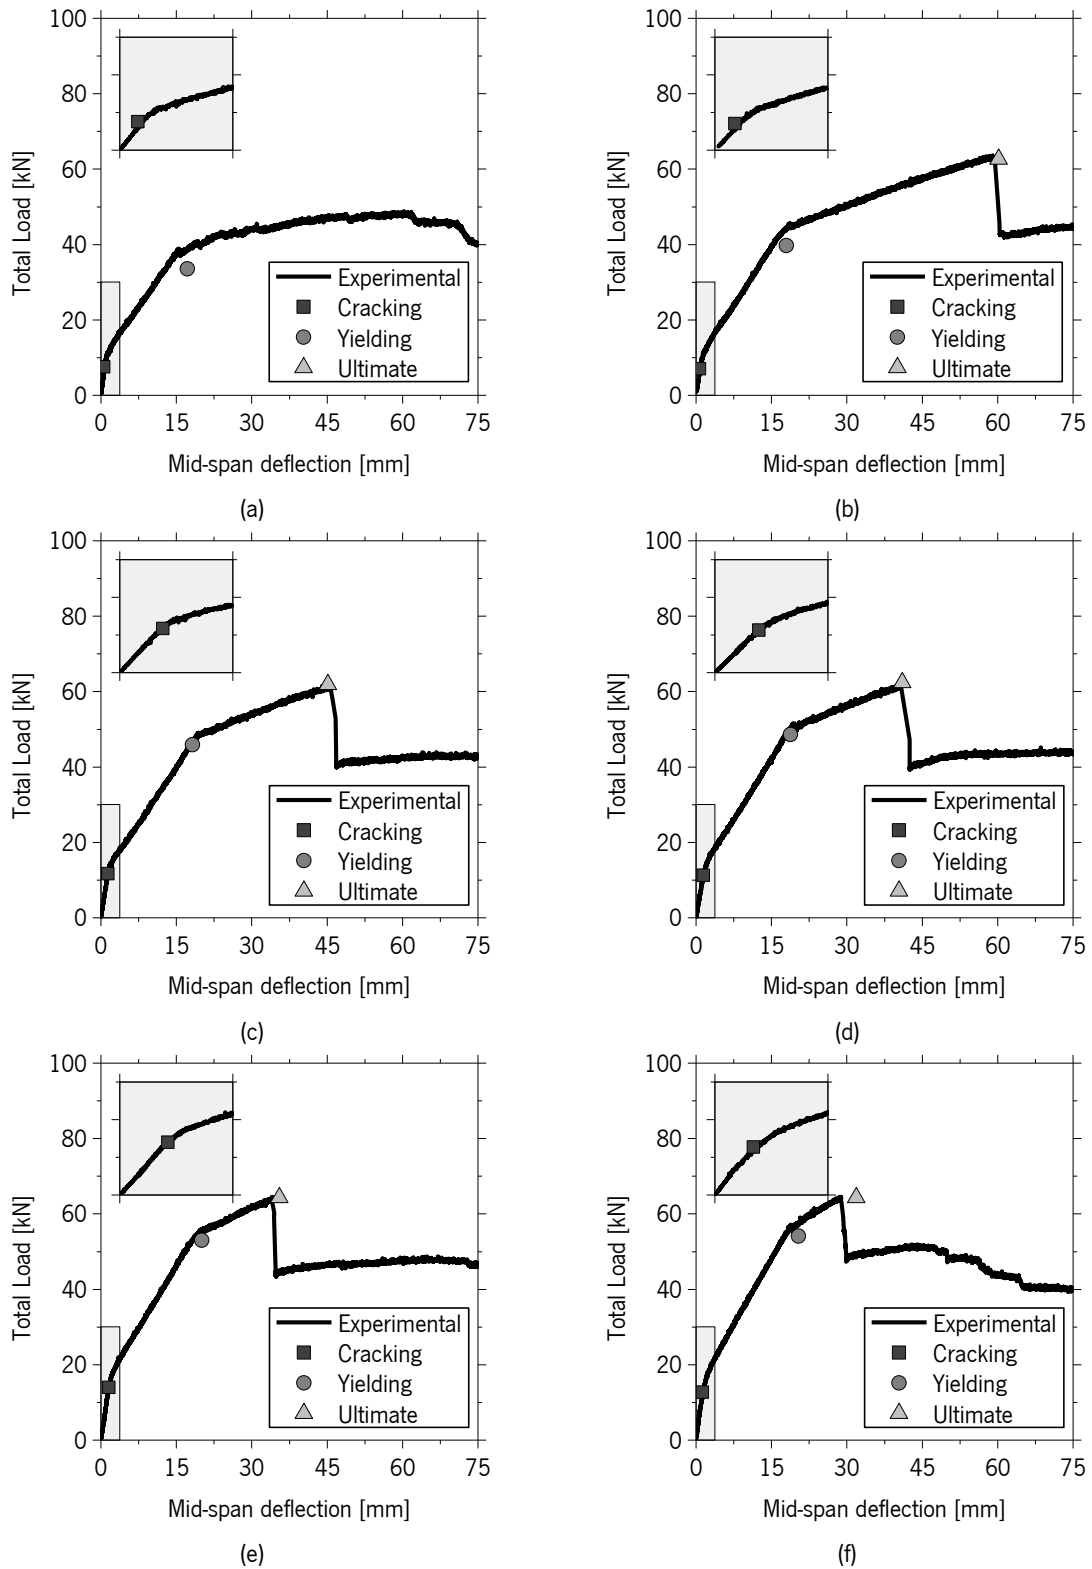 100
80
60
40
20
0
Total Load [kN]
Experimental
Cracking
Yielding
Ultimate
0 15 30 45 60 75
Mid-span deflection [mm]
(a)
100
80
60
40
20
0
Total Load [kN]
Experimental
Cracking
Yielding
Ultimate
0 15 30 45 60 75
Mid-span deflection [mm]
(b)
100
80
60
40
20
0
Total Load [kN]
Experimental
Cracking
Yielding
Ultimate
0 15 30 45 60 75
Mid-span deflection [mm]
(c)
100
80
60
40
20
0
Total Load [kN]
Experimental
Cracking
Yielding
Ultimate
0 15 30 45 60 75
Mid-span deflection [mm]
(d)
100
80
60
40
20
0
Total Load [kN]
Experimental
Cracking
Yielding
Ultimate
0 15 30 45 60 75
Mid-span deflection [mm]
(e)
100
80
60
40
20
0
Total Load [kN]
Experimental
Cracking
Yielding
Ultimate
0 15 30 45 60 75
Mid-span deflection [mm]
(f)